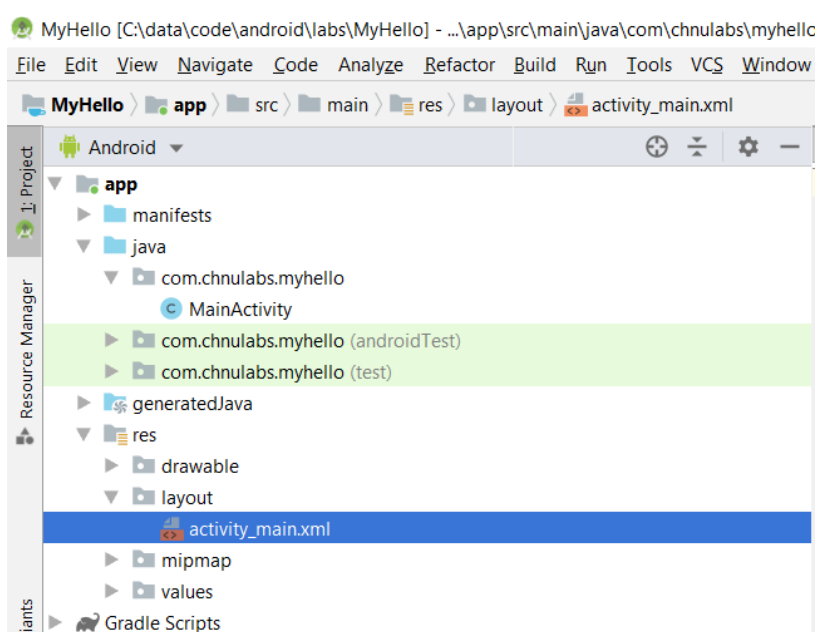 MyHello [C:\data\code\android\labs\MyHello] - ...\app\src\main\java\com\chnulabs\myhello
File Edit View Navigate Code Analyze Refactor Build Run Tools VCS Window
MyHello app src main res layout activity_main.xml
Android
1: Project
app
manifests
java
com.chnulabs.myhello
C MainActivity
com.chnulabs.myhello (androidTest)
com.chnulabs.myhello (test)
Resource Manager
generatedJava
res
drawable
layout
activity_main.xml
mipmap
values
Gradle Scripts
iants